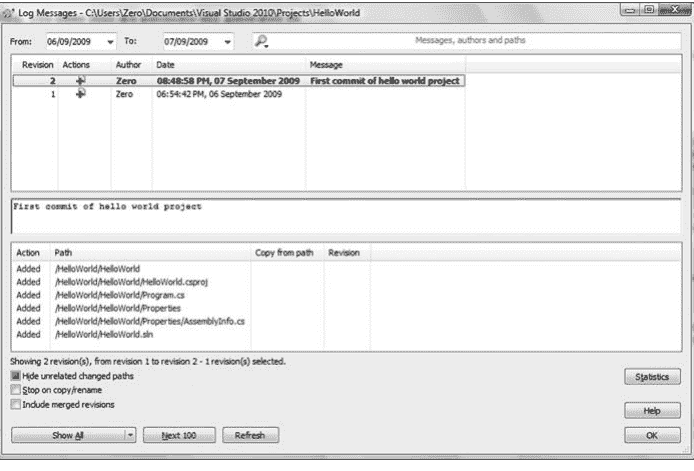 Log Messages - C:\Users\Zero\Documents\Visual Studio 2010\Projects\HelloWorld
From: 06/09/2009 To: 07/09/2009 Messages, authors and paths
Revision Actions Author Date Message
2 Zero 08:48:58 PM, 07 September 2009 First commit of hello world project
1 Zero 06:54:42 PM, 06 September 2009
First commit of hello world project
Action Path Copy from path Revision
Added /HelloWorld/HelloWorld
Added /HelloWorld/HelloWorld/HelloWorld.csproj
Added /HelloWorld/HelloWorld/Program.cs
Added /HelloWorld/HelloWorld/Properties
Added /HelloWorld/HelloWorld/Properties/AssemblyInfo.cs
Added /HelloWorld/HelloWorld.sln
Showing 2 revision(s), from revision 1 to revision 2 - 1 revision(s) selected.
Hide unrelated changed paths
Statistics
Stop on copy/rename
Include merged revisions
Help
Show All Next 100 Refresh OK